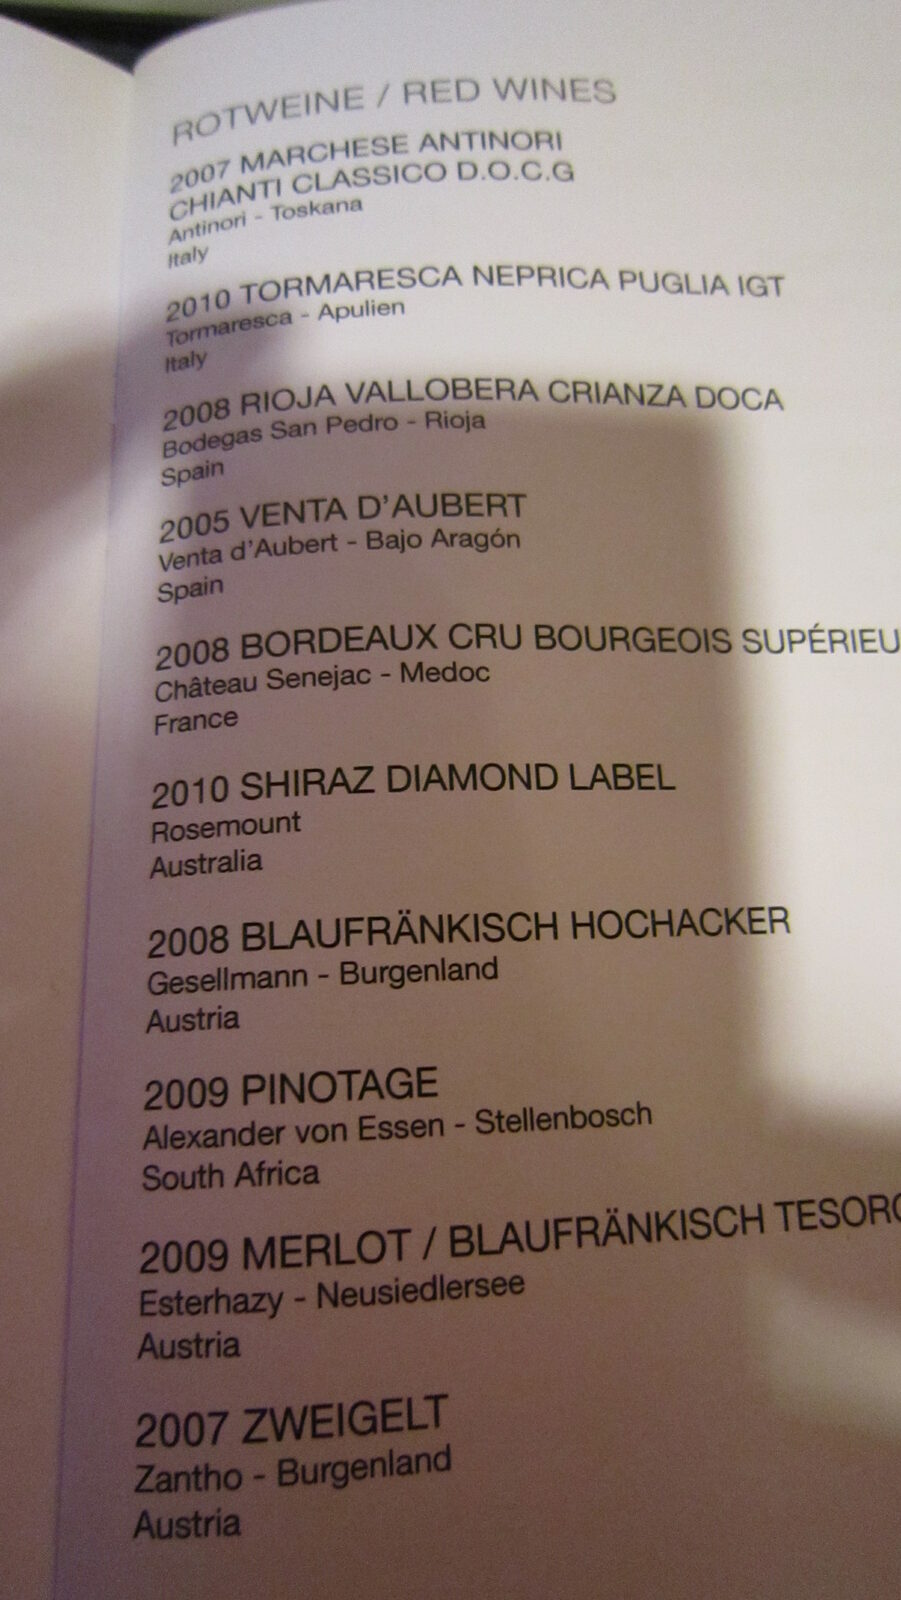 ROTWEINE / RED WINES
2007 MARCHESE ANTINORI
CHIANTI CLASSICO D.O.C.G
Antinori - Toskana
Italy
2010 TORMARESCA NEPRICA PUGLIA IGT
Tormaresca - Apulien
Italy
2008 RIOJA VALLOBERA CRIANZA DOCA
Bodegas San Pedro - Rioja
Spain
2005 VENTA D'AUBERT
Venta d'Aubert - Bajo Aragón
Spain
2008 BORDEAUX CRU BOURGEOIS
Château Senejac - Medoc
France
2010 SHIRAZ DIAMOND LABEL
Rosemount
Australia
2008 BLAUFRÄNKISCH HOCHACKER
Gesellmann - Burgenland
Austria
2009 PINOTAGE
Alexander von Essen - Stellenbosch
South Africa
2009 MERLOT / BLAUFRÄNKISCH
Esterhazy - Neusiedlersee
Austria
2007 ZWEIGELT
Zantho - Burgenland
Austria